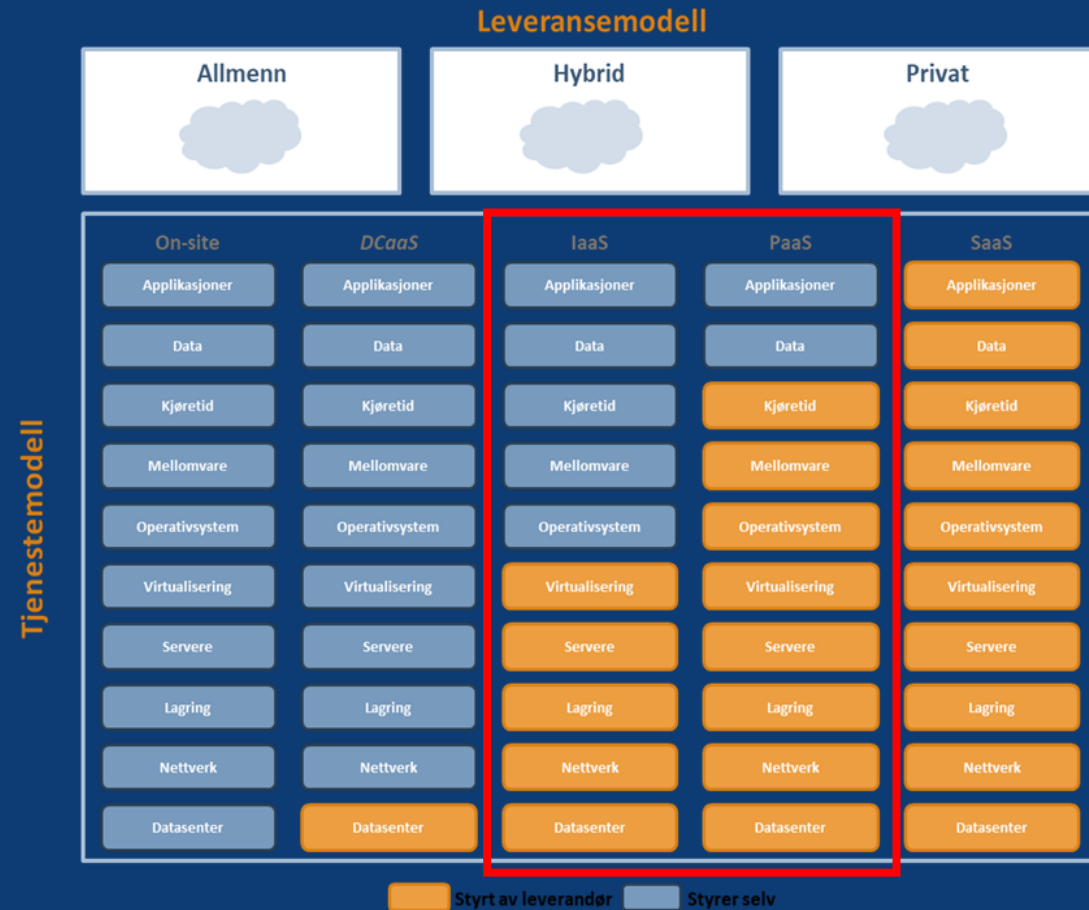 Leveransemodell
Allmenn Hybrid Privat
Tjenestemodell
On-site DCaaS IaaS PaaS SaaS
Applikasjoner Applikasjoner Applikasjoner Applikasjoner Applikasjoner
Data Data Data Data Data
Kjøretid Kjøretid Kjøretid Kjøretid Kjøretid
Mellomvare Mellomvare Mellomvare Mellomvare Mellomvare
Operativsystem Operativsystem Operativsystem Operativsystem Operativsystem
Virtualisering Virtualisering Virtualisering Virtualisering Virtualisering
Servere Servere Servere Servere Servere
Lagring Lagring Lagring Lagring Lagring
Nettverk Nettverk Nettverk Nettverk Nettverk
Datasenter Datasenter Datasenter Datasenter Datasenter
Styrt av leverandør Styrer selv